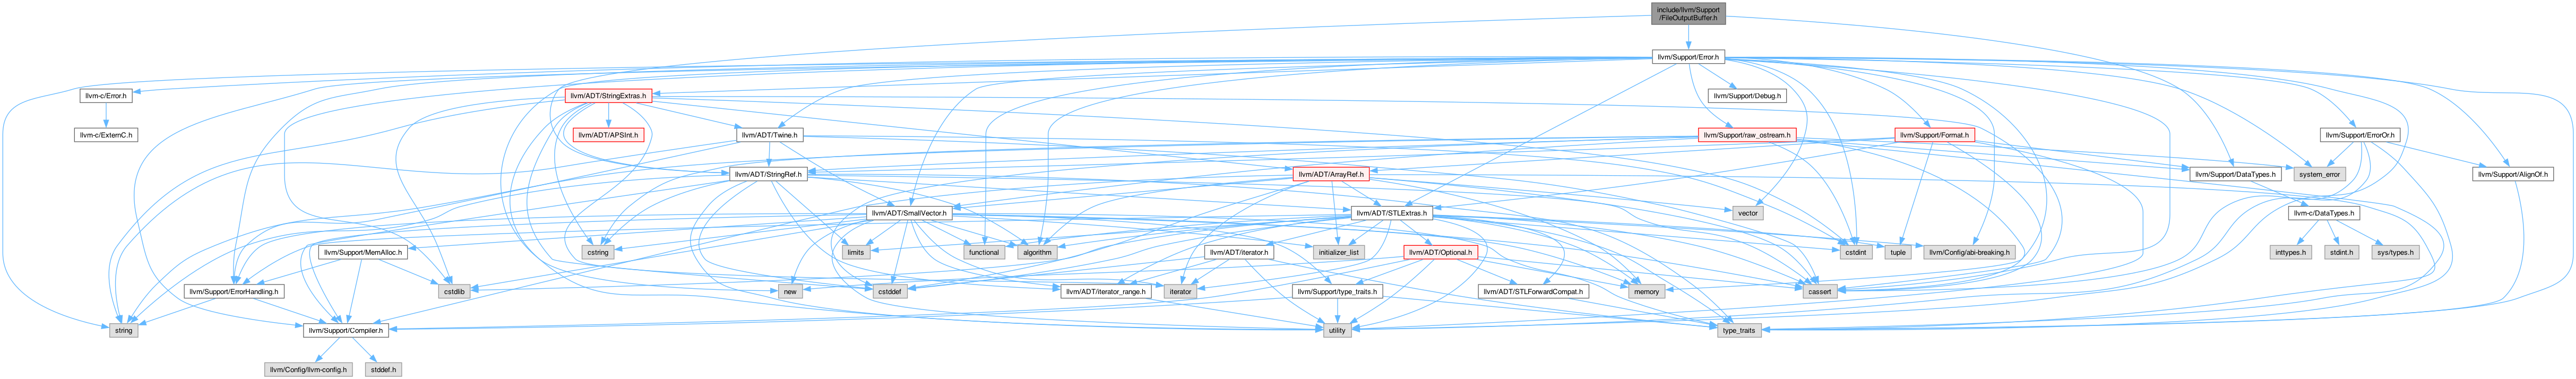 include/llvm/Support
/FileOutputBuffer.h
llvm/Support/Error.h
llvm-c/Error.h
llvm/ADT/StringExtras.h
llvm/Support/Debug.h
llvm-c/ExternC.h
llvm/ADT/APSInt.h
llvm/ADT/Twine.h
llvm/Support/raw_ostream.h
llvm/Support/Format.h
llvm/Support/ErrorOr.h
llvm/ADT/StringRef.h
llvm/ADT/ArrayRef.h
llvm/Support/DataTypes.h
system_error
llvm/Support/AlignOf.h
llvm/ADT/SmallVector.h
llvm/ADT/STLExtras.h
vector
llvm-c/DataTypes.h
llvm/Support/MemAlloc.h
cstring
limits
functional
algorithm
initializer_list
llvm/ADT/iterator.h
llvm/ADT/Optional.h
cstdint
tuple
llvm/Config/abi-breaking.h
inttypes.h
stdint.h
sys/types.h
llvm/Support/ErrorHandling.h
cstdlib
new
cstddef
llvm/ADT/iterator_range.h
iterator
llvm/Support/type_traits.h
llvm/ADT/STLForwardCompat.h
memory
cassert
string
llvm/Support/Compiler.h
utility
type_traits
llvm/Config/llvm-config.h
stddef.h